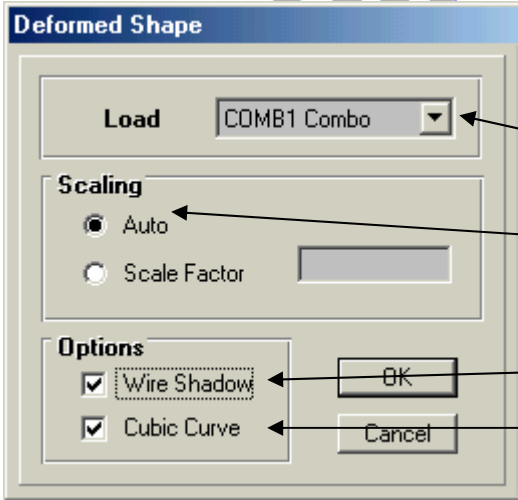 Deformed Shape
Load COMB1 Combo
Scaling
Auto
Scale Factor
Options
Wire Shadow OK
Cubic Curve Cancel